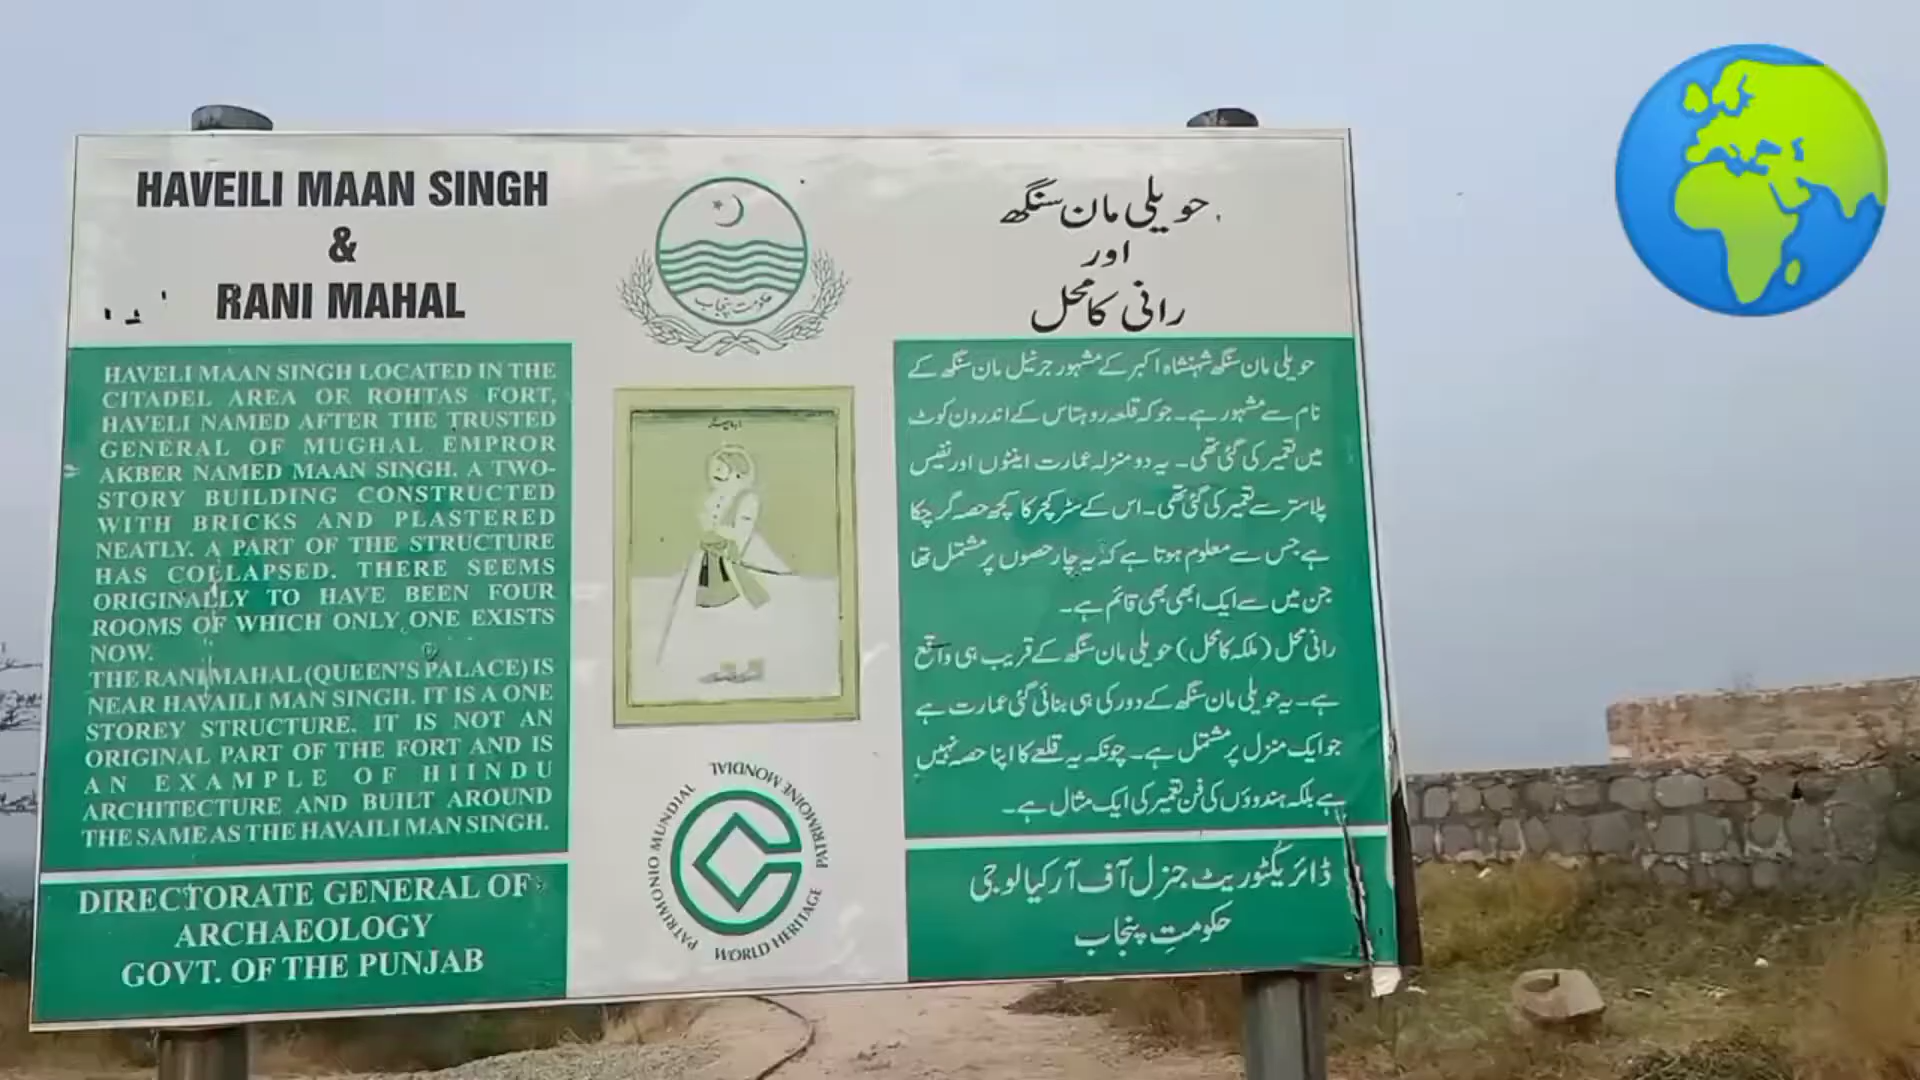 HAVEILI MAAN SINGH
&
RANI MAHAL
HAVELI MAAN SINGH LOCATED IN THE
CITADEL AREA OF ROHTAS FORT,
HAVELI NAMED AFTER THE TRUSTED
GENERAL OF MUGHAL EMPROR
AKBER NAMED MAAN SINGH. A TWO-
STORY BUILDING CONSTRUCTED
WITH BRICKS AND PLASTERED
NEATLY. A PART OF THE STRUCTURE
HAS COLLAPSED. THERE SEEMS
ORIGINALLY TO HAVE BEEN FOUR
ROOMS OF WHICH ONLY ONE EXISTS
NOW.
THE RANI MAHAL (QUEEN'S PALACE) IS
NEAR HAVAILI MAN SINGH. IT IS A ONE
STOREY STRUCTURE. IT IS NOT AN
ORIGINAL PART OF THE FORT AND IS
AN EXAMPLE OF HIINDU
ARCHITECTURE AND BUILT AROUND
THE SAME AS THE HAVAILI MAN SINGH.
DIRECTORATE GENERAL OF
ARCHAEOLOGY
GOVT. OF THE PUNJAB
حکومت پنجاب
PATRIMONIO MUNDIAL
PATRIMOINE MONDIAL
WORLD HERITAGE
حویلی مان سنگھ
اور
رانی کا محل
حویلی مان سنگھ شہنشاہ اکبر کے مشہور جرنیل مان سنگھ کے
نام سے مشہور ہے۔ جو کہ قلعہ روہتاس کے اندرون کوٹ
میں تعمیر کی گئی تھی۔ یہ دو منزلہ عمارت اینٹوں اور نفیس
پلاستر سے تعمیر کی گئی تھی۔ اس کے سٹرکچر کا کچھ حصہ گر چکا
ہے جس سے معلوم ہوتا ہے کہ یہ چار حصوں پر مشتمل تھا
جن میں سے ایک ابھی بھی قائم ہے۔
رانی محل (ملکہ کا محل) حویلی مان سنگھ کے قریب ہی واقع
ہے۔ یہ حویلی مان سنگھ کے دور کی ہی بنائی گئی عمارت ہے
جو ایک منزل پر مشتمل ہے۔ چونکہ یہ قلعے کا اپنا حصہ نہیں
ہے بلکہ ہندوؤں کی فن تعمیر کی ایک مثال ہے۔
ڈائریکٹوریٹ جنرل آف آرکیالوجی
حکومتِ پنجاب